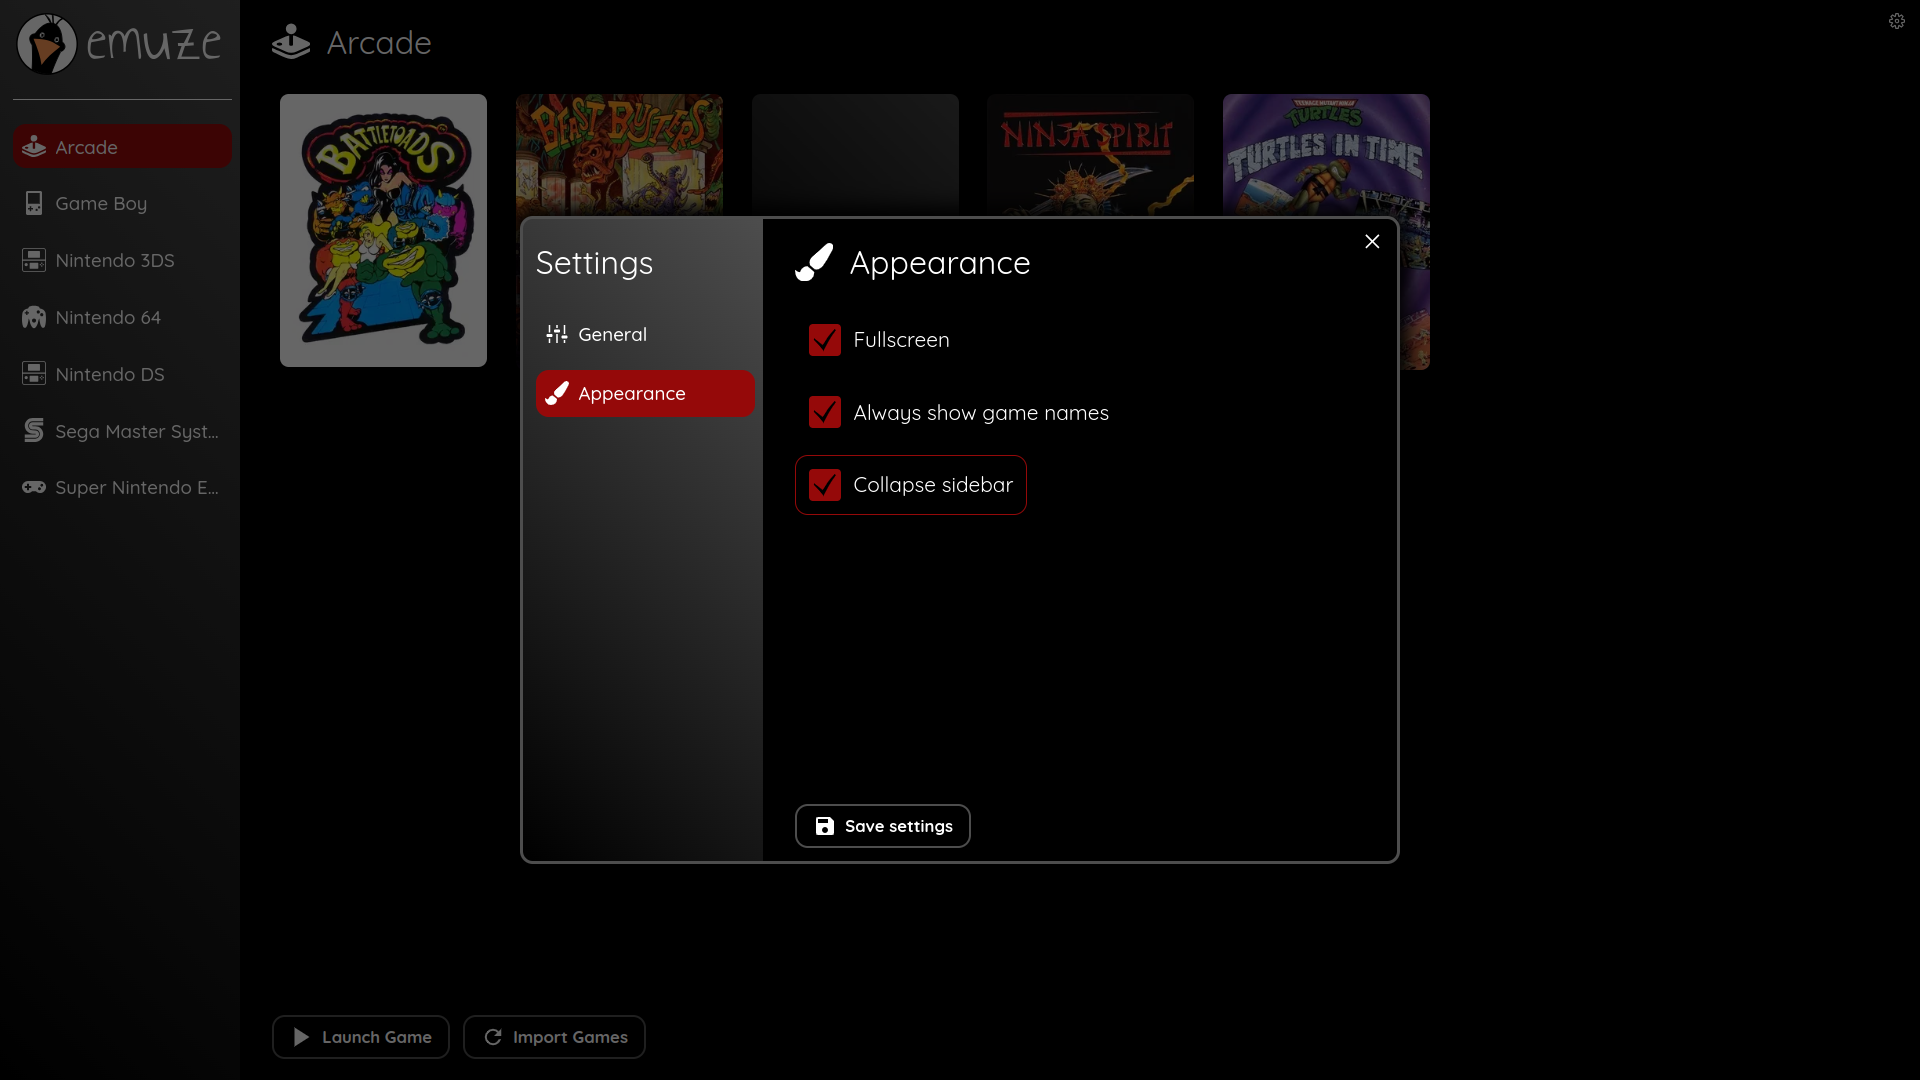 emuze
Arcade
Arcade
Game Boy
Nintendo 3DS
Nintendo 64
Nintendo DS
Sega Master Syst...
Super Nintendo E...
BATTLETOADS
BEAST BUSTERS
NINJA SPIRIT
TEENAGE MUTANT NINJA
TURTLES
TURTLES IN TIME
Settings
General
Appearance
Appearance
Fullscreen
Always show game names
Collapse sidebar
Save settings
Launch Game
Import Games